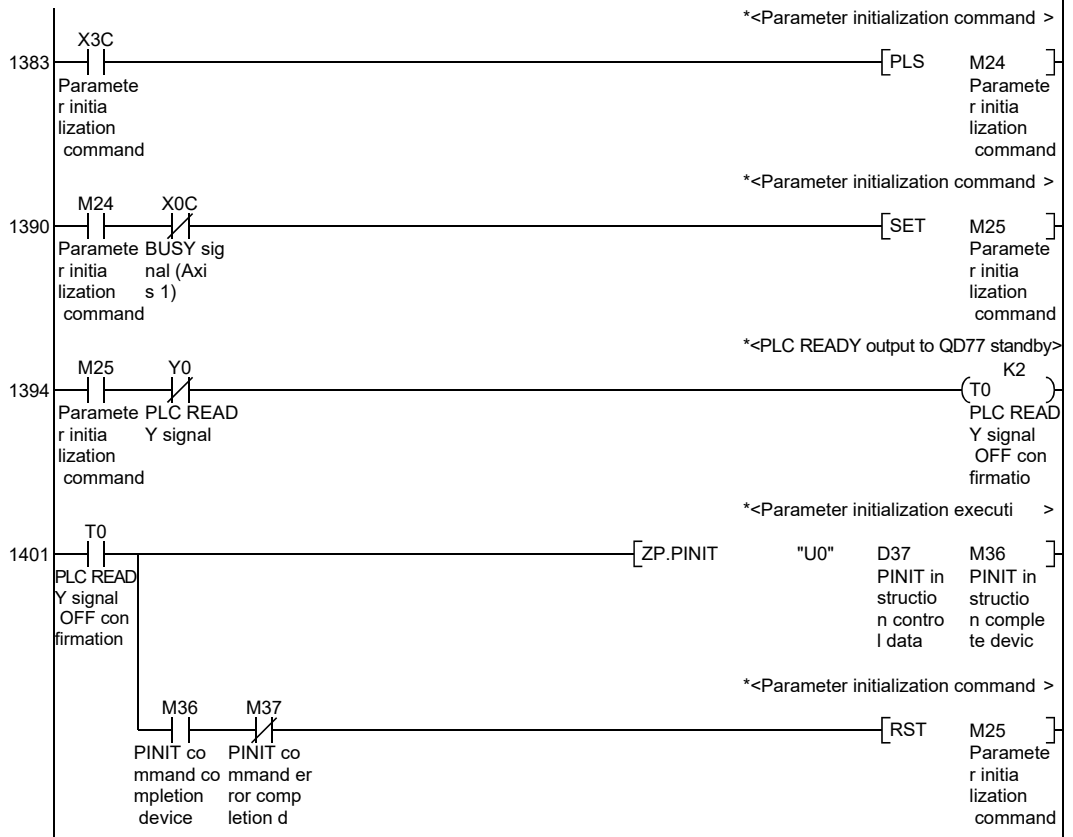 *<Parameter initialization command >
X3C
1383
PLS M24
Paramete
r initia
lization
command
Paramete
r initia
lization
command
*<Parameter initialization command >
M24 X0C
1390
SET M25
Paramete
r initia
lization
command
BUSY sig
nal (Axi
s 1)
Paramete
r initia
lization
command
*<PLC READY output to QD77 standby>
M25 Y0
K2
1394
T0
Paramete
r initia
lization
command
PLC READ
Y signal
PLC READ
Y signal
OFF con
firmatio
*<Parameter initialization executi >
T0
1401
ZP.PINIT "U0" D37 M36
PLC READ
Y signal
OFF con
firmation
PINIT in
structio
n contro
l data
PINIT in
structio
n comple
te devic
*<Parameter initialization command >
M36 M37
RST M25
PINIT co
mmand co
mpletion
device
PINIT co
mmand er
ror comp
letion d
Paramete
r initia
lization
command